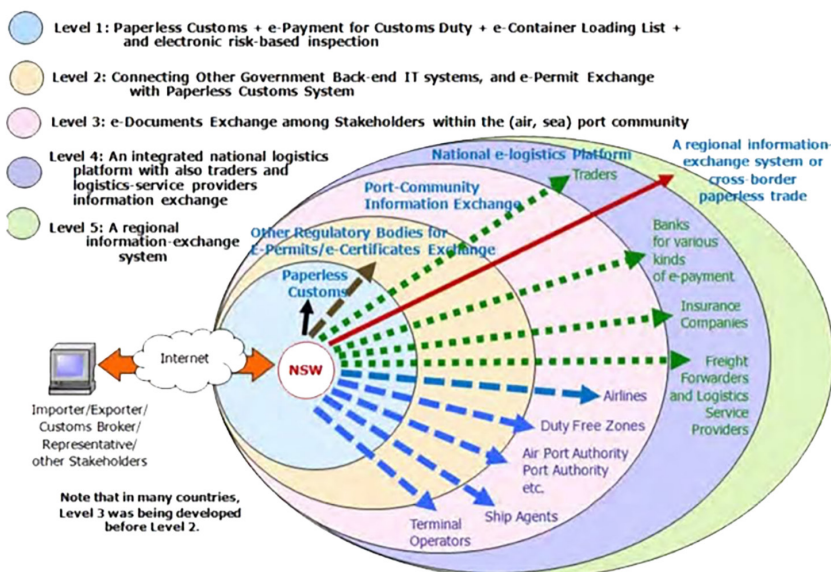 Level 1: Paperless Customs + e-Payment for Customs Duty + e-Container Loading List +
and electronic risk-based inspection
Level 2: Connecting Other Government Back-end IT systems, and e-Permit Exchange
with Paperless Customs System
Level 3: e-Documents Exchange among Stakeholders within the (air, sea) port community
Level 4: An integrated national logistics
platform with also traders and
logistics-service providers
information exchange
Level 5: A regional
information-exchange
system
A regional information-
exchange system or
cross-border
paperless trade
National e-logistics Platform
Traders
Port-Community
Information Exchange
Other Regulatory Bodies for
E-Permits/e-Certificates Exchange
Paperless
Customs
Banks
for various
kinds
of e-payment
Insurance
Companies
Internet
NSW
Freight
Forwarders
and Logistics
Service
Providers
Airlines
Duty Free Zones
Air Port Authority
Port Authority
etc.
Ship Agents
Terminal
Operators
Importer/Exporter/
Customs Broker/
Representative/
other Stakeholders
Note that in many countries,
Level 3 was being developed
before Level 2.